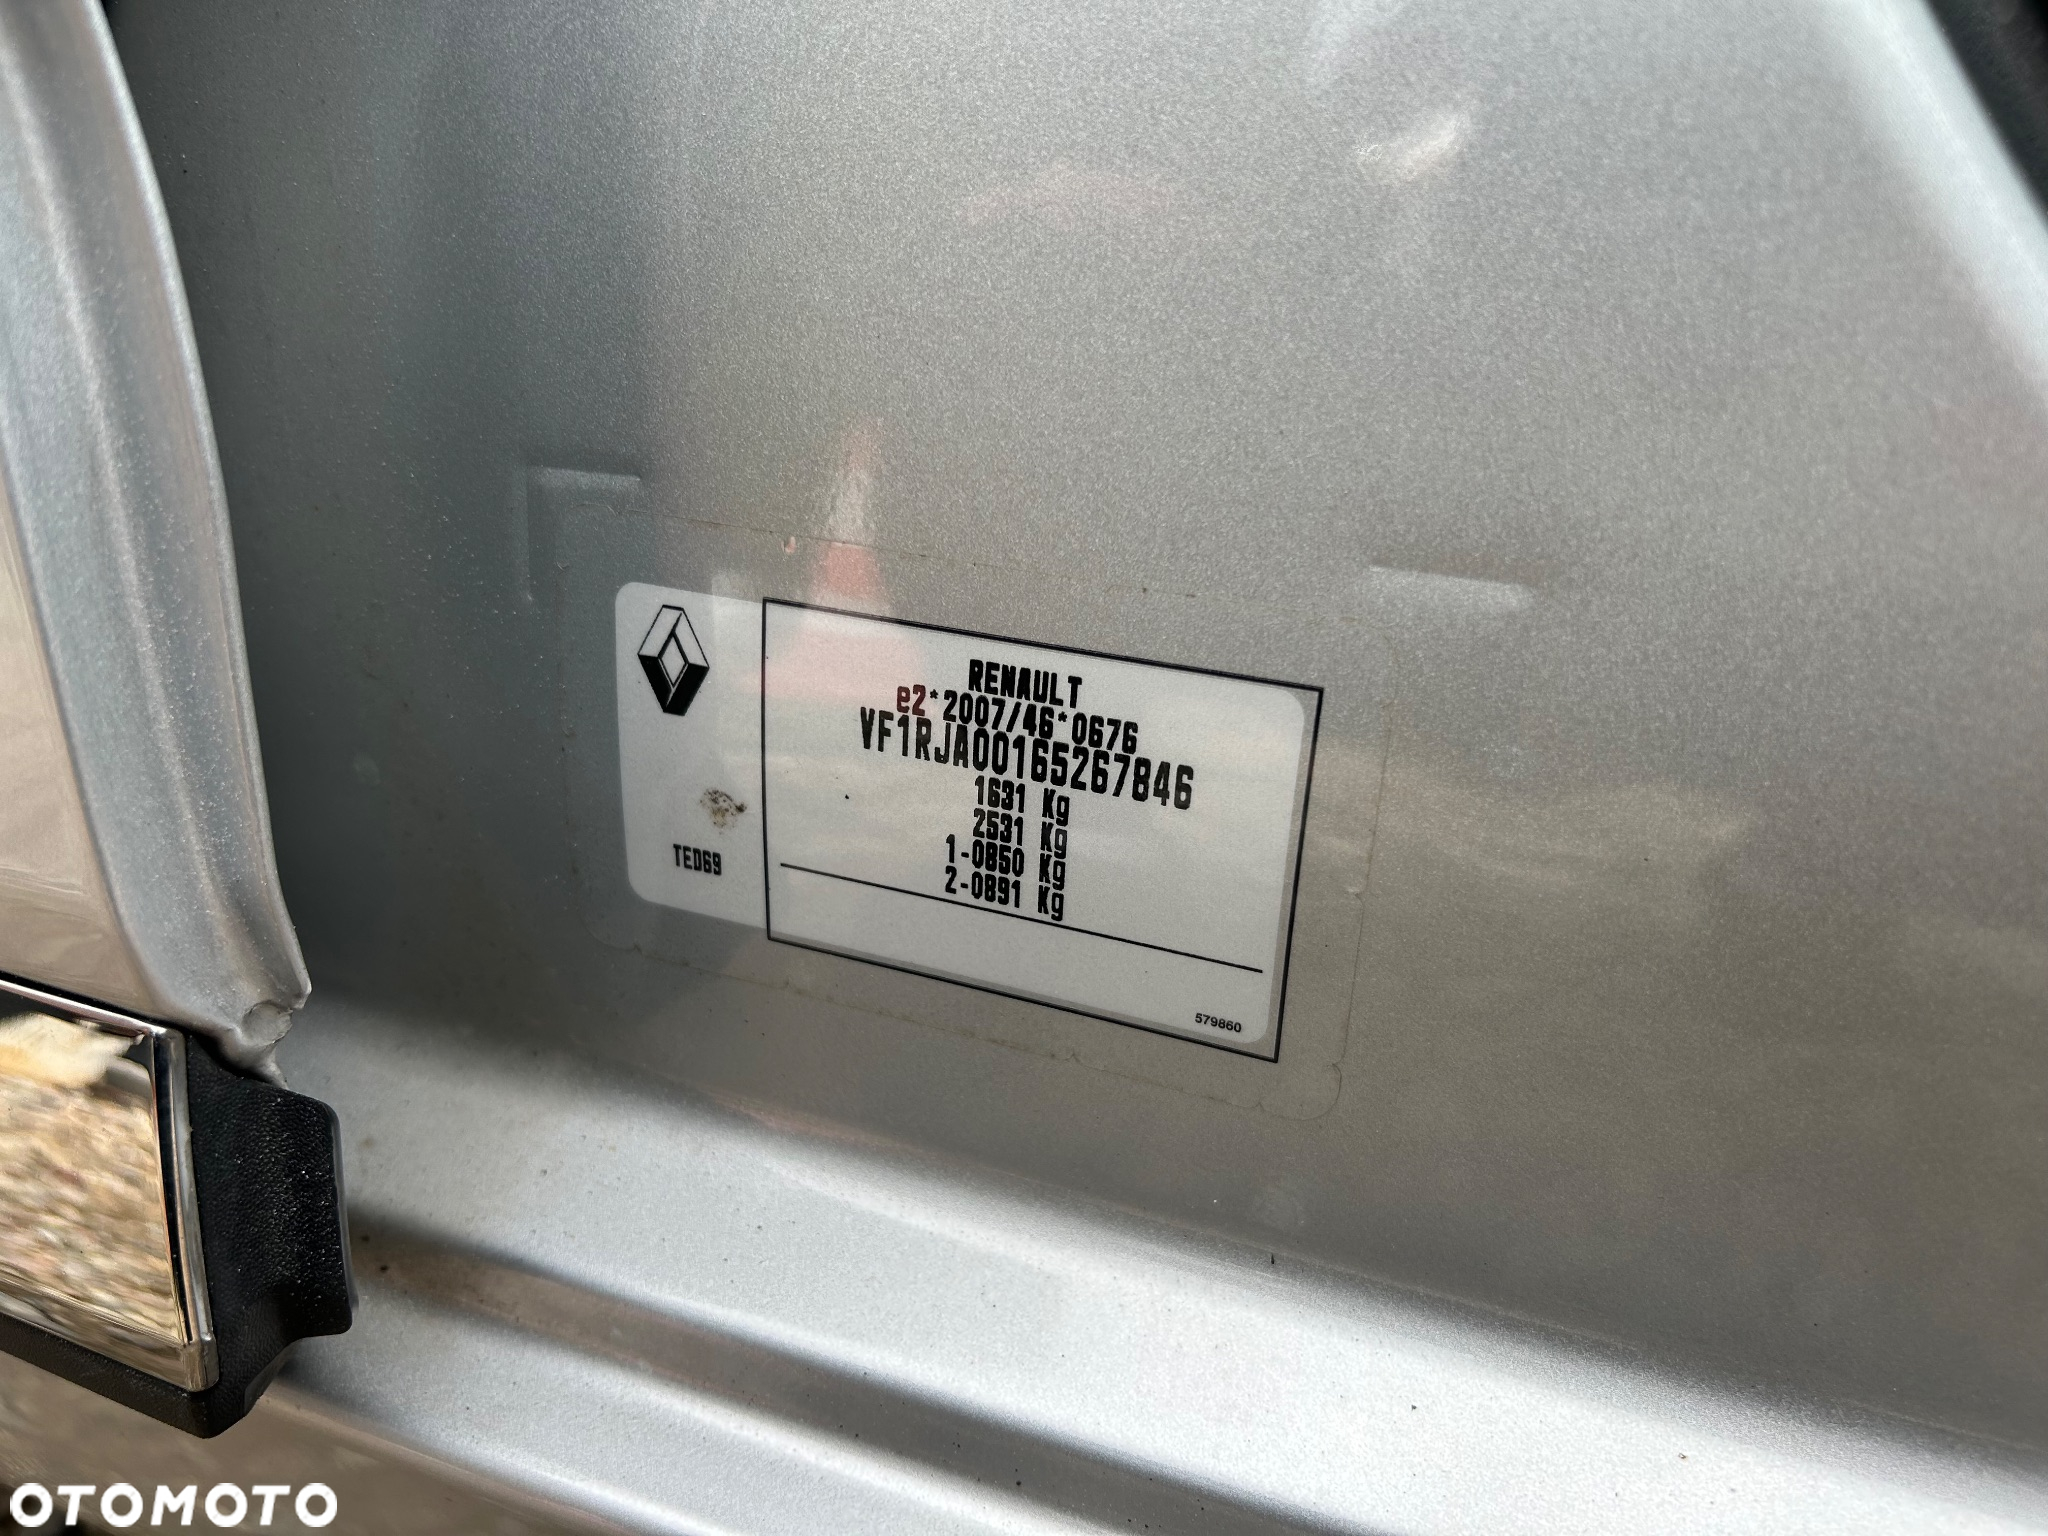 RENAULT
e2*2007/46*0676
VF1RJA00165267846
1631 Kg
2531 Kg
1-0850 Kg
2-0891 Kg
TED69
579860
OTOMOTO